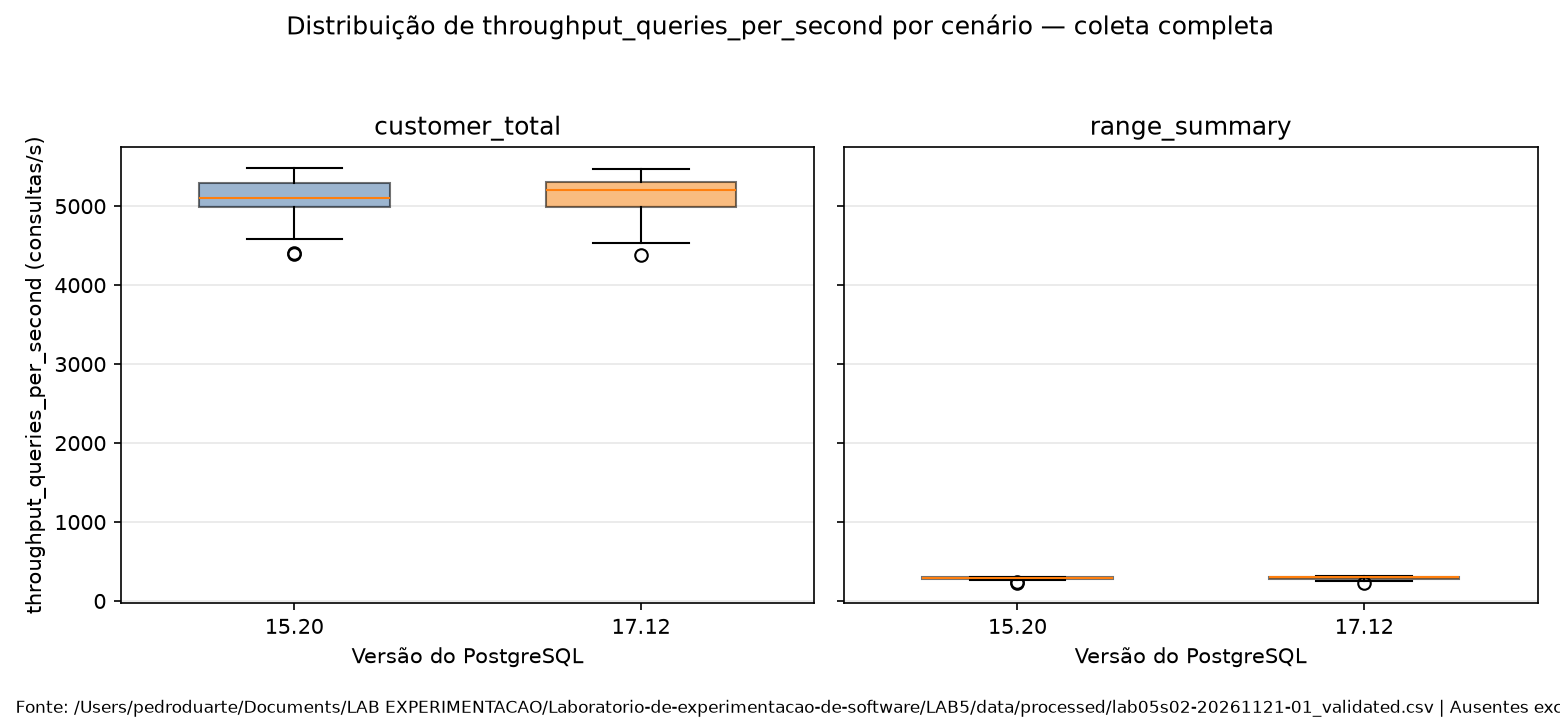 Distribuição de throughput_queries_per_second por cenário — coleta completa
customer_total
throughput_queries_per_second (consultas/s)
5000
4000
3000
2000
1000
0
15.20
17.12
Versão do PostgreSQL
range_summary
15.20
17.12
Versão do PostgreSQL
Fonte: /Users/pedroduarte/Documents/LAB EXPERIMENTACAO/Laboratorio-de-experimentacao-de-software/LAB5/data/processed/lab05s02-20261121-01_validated.csv | Ausentes exc